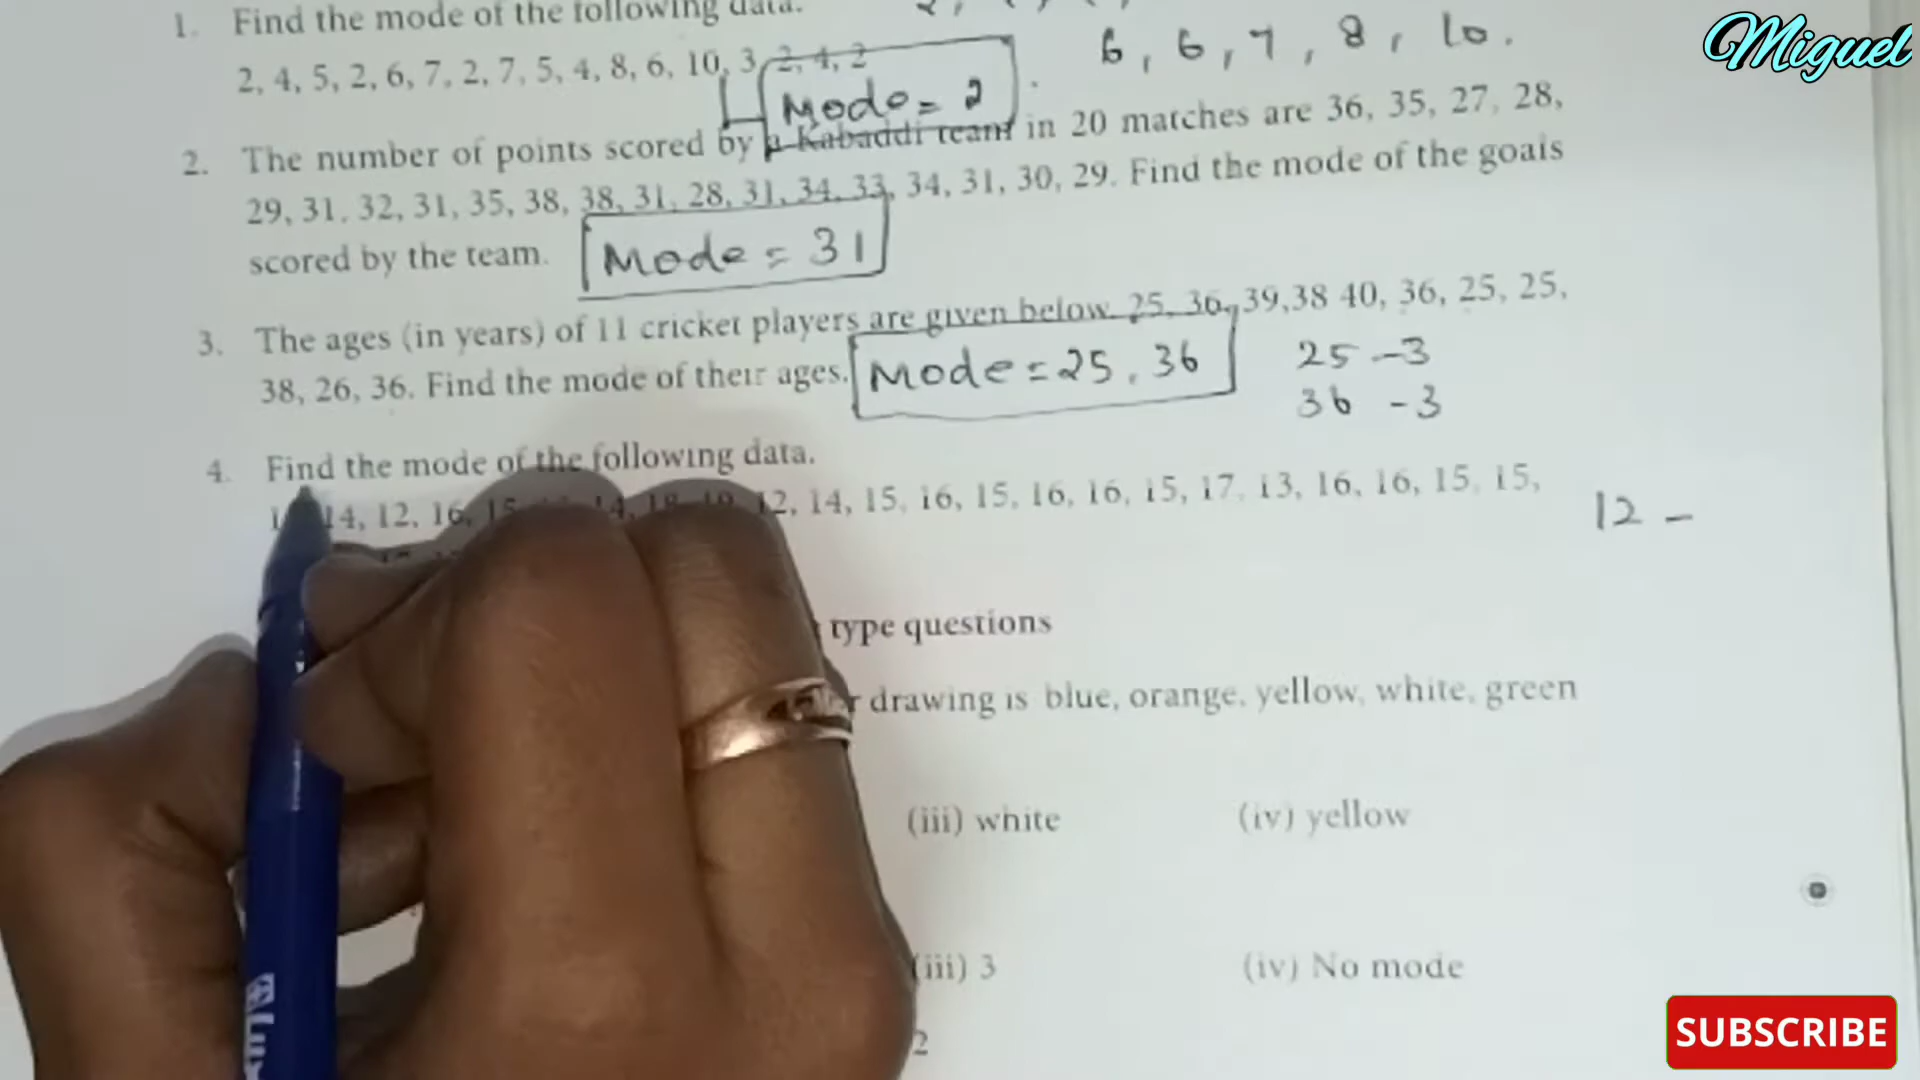 1. Find the mode of the following data.
6, 6, 7, 8, 10.
Miguel
2, 4, 5, 2, 6, 7, 2, 7, 5, 4, 8, 6, 10, 3, 2, 4, 2
Mode = 2
2. The number of points scored by a Kabaddi team in 20 matches are 36, 35, 27, 28,
29, 31, 32, 31, 35, 38, 38, 31, 28, 31, 34, 33, 34, 31, 30, 29. Find the mode of the goals
scored by the team.
Mode = 31
3. The ages (in years) of 11 cricket players are given below. 25, 36, 39,38 40, 36, 25, 25,
38, 26, 36. Find the mode of their ages.
Mode = 25, 36
25 - 3
36 - 3
4. Find the mode of the following data.
14, 12, 16, 15, 14, 18, 19, 12, 14, 15, 16, 15, 16, 16, 15, 17, 13, 16, 16, 15, 15,
12 -
type questions
drawing is blue, orange, yellow, white, green
(iii) white (iv) yellow
(iii) 3 (iv) No mode
2
SUBSCRIBE